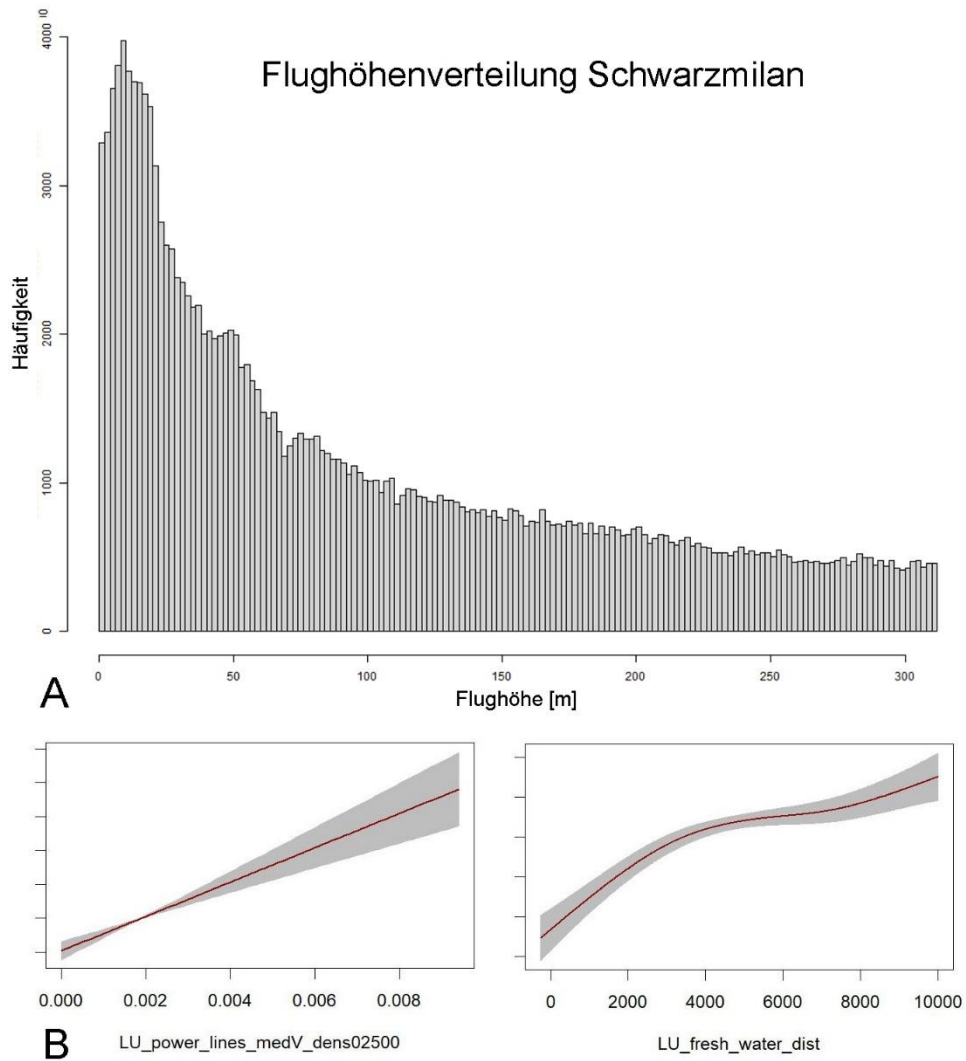 Flughöhenverteilung Schwarzmilan
4000
3000
2000
1000
0
Häufigkeit
0 50 100 150 200 250 300
Flughöhe [m]
A
0.000 0.002 0.004 0.006 0.008
LU_power_lines_medV_dens02500
0 2000 4000 6000 8000 10000
LU_fresh_water_dist
B